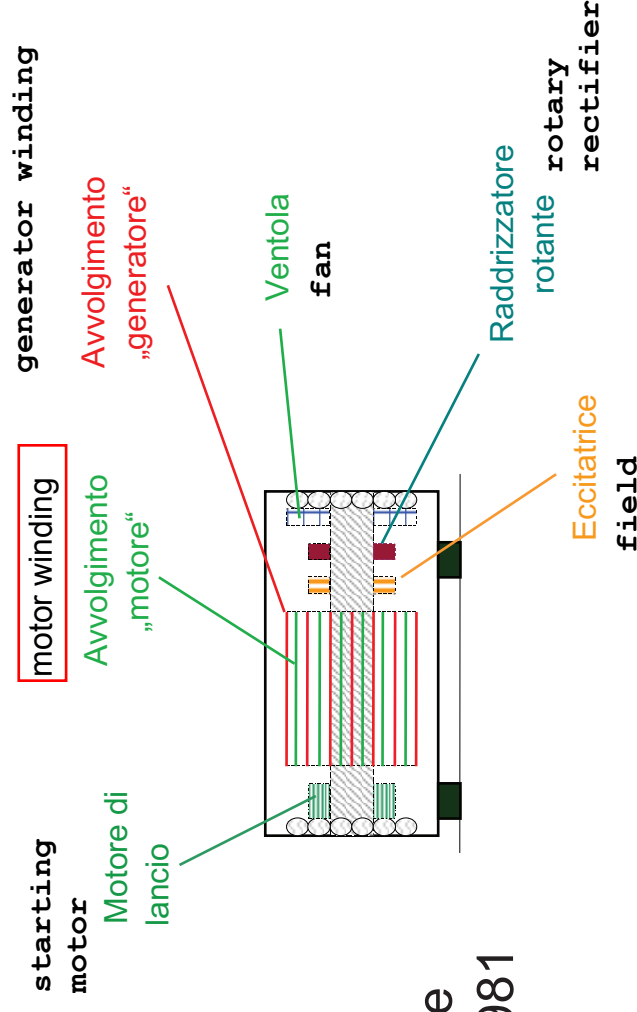 starting
motor
Motore di
lancio
motor winding
Avvolgimento
„motore“
generator winding
Avvolgimento
„generatore“
Ventola
fan
Raddrizzatore
rotante
rotary
rectifier
Eccitatrice
field
e
981